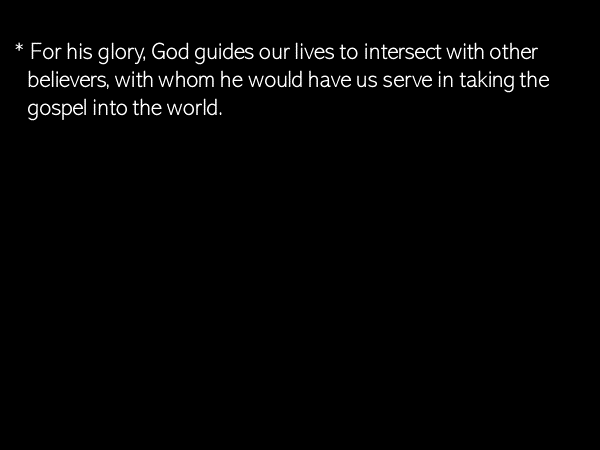 * For his glory, God guides our lives to intersect with other
believers, with whom he would have us serve in taking the
gospel into the world.